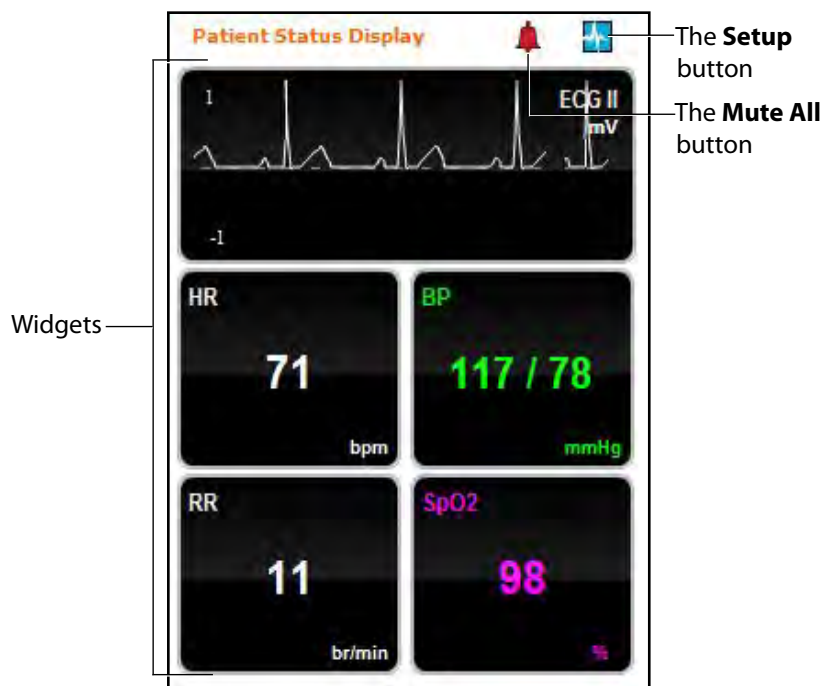 Patient Status Display
The Setup
button
The Mute All
button
1
ECG II
mV
-1
Widgets
HR
71
bpm
BP
117 / 78
mmHg
RR
11
br/min
SpO2
98
%